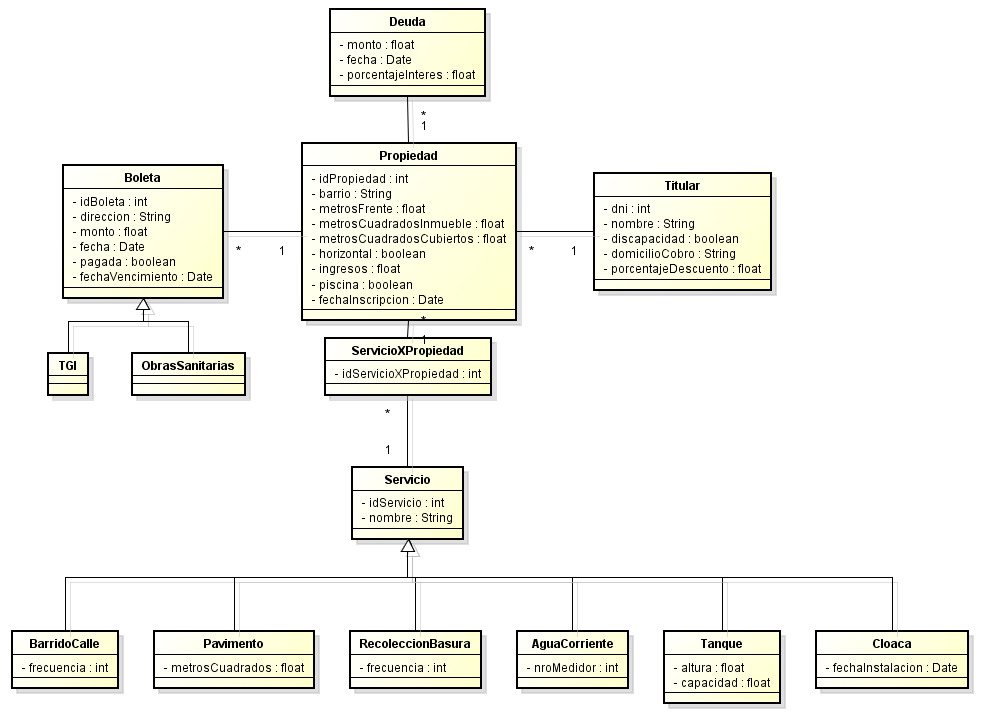 Deuda
- monto : float
- fecha : Date
- porcentajeInteres : float
*
1
Propiedad
- idPropiedad : int
- barrio : String
- metrosFrente : float
- metrosCuadradosInmueble : float
- metrosCuadradosCubiertos : float
- horizontal : boolean
- ingresos : float
- piscina : boolean
- fechaInscripcion : Date
Boleta
- idBoleta : int
- direccion : String
- monto : float
- fecha : Date
- pagada : boolean
- fechaVencimiento : Date
* 1
Titular
- dni : int
- nombre : String
- discapacidad : boolean
- domicilioCobro : String
- porcentajeDescuento : float
* 1
TGI
ObrasSanitarias
*
1
ServicioXPropiedad
- idServicioXPropiedad : int
*
1
Servicio
- idServicio : int
- nombre : String
BarridoCalle
- frecuencia : int
Pavimento
- metrosCuadrados : float
RecoleccionBasura
- frecuencia : int
AguaCorriente
- nroMedidor : int
Tanque
- altura : float
- capacidad : float
Cloaca
- fechaInstalacion : Date